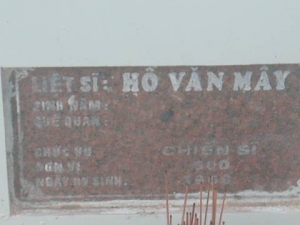 LIỆT SĨ: HỒ VĂN MÂY
SINH NĂM:
QUÊ QUÁN:
CHỨC VỤ CHIẾN SĨ
ĐƠN VỊ
NGÀY HY SINH: